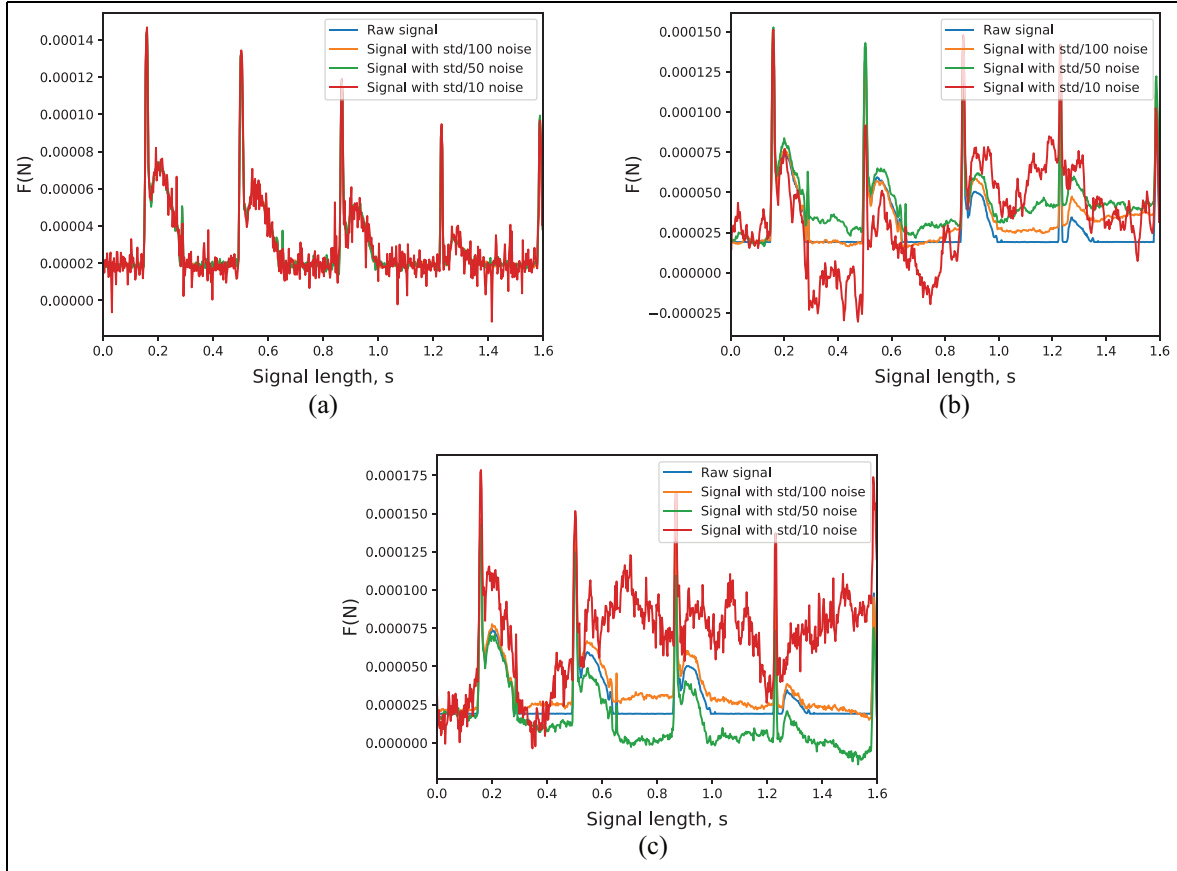 Raw signal
Signal with std/100 noise
Signal with std/50 noise
Signal with std/10 noise
0.00014
0.00012
0.00010
0.00008
0.00006
0.00004
0.00002
0.00000
F(N)
0.0 0.2 0.4 0.6 0.8 1.0 1.2 1.4 1.6
Signal length, s
(a)
Raw signal
Signal with std/100 noise
Signal with std/50 noise
Signal with std/10 noise
0.000150
0.000125
0.000100
0.000075
0.000050
0.000025
0.000000
−0.000025
F(N)
0.0 0.2 0.4 0.6 0.8 1.0 1.2 1.4 1.6
Signal length, s
(b)
Raw signal
Signal with std/100 noise
Signal with std/50 noise
Signal with std/10 noise
0.000175
0.000150
0.000125
0.000100
0.000075
0.000050
0.000025
0.000000
F(N)
0.0 0.2 0.4 0.6 0.8 1.0 1.2 1.4 1.6
Signal length, s
(c)